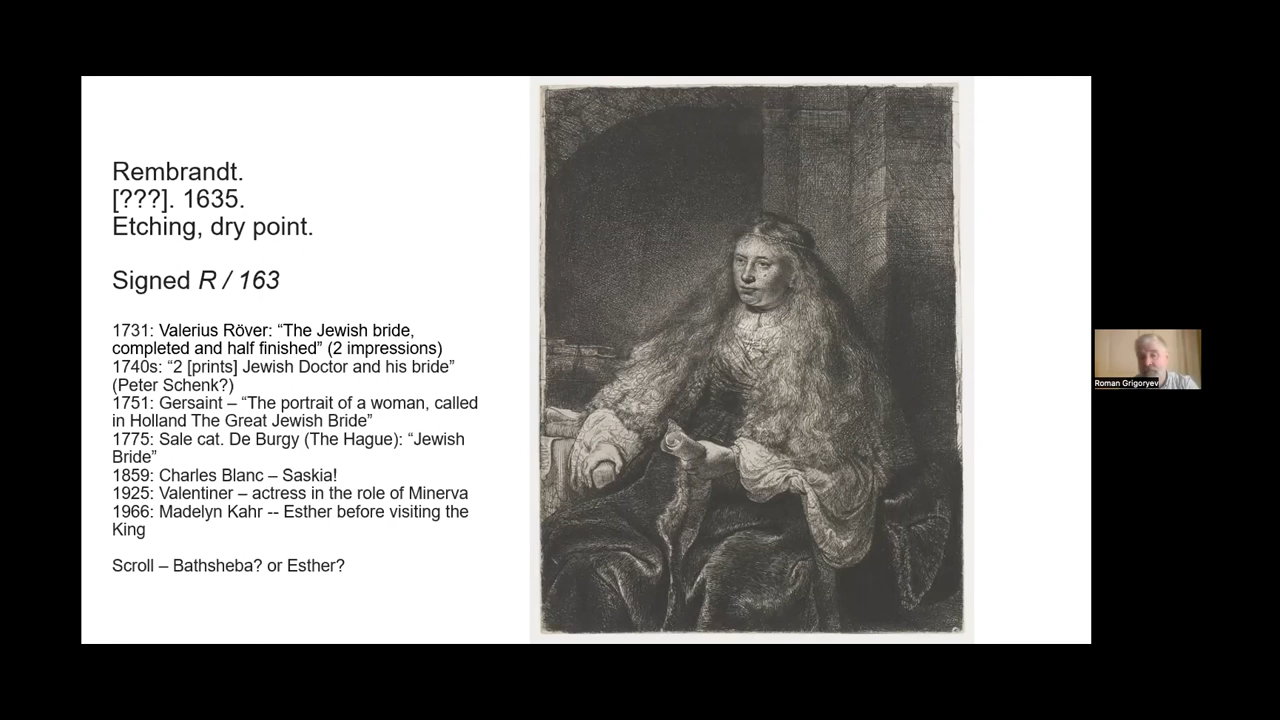 Rembrandt.
[???]. 1635.
Etching, dry point.
Signed R / 163
1731: Valerius Röver: “The Jewish bride,
completed and half finished” (2 impressions)
1740s: “2 [prints] Jewish Doctor and his bride”
(Peter Schenk?)
1751: Gersaint – “The portrait of a woman, called
in Holland The Great Jewish Bride”
1775: Sale cat. De Burgy (The Hague): “Jewish
Bride”
1859: Charles Blanc – Saskia!
1925: Valentiner – actress in the role of Minerva
1966: Madelyn Kahr -- Esther before visiting the
King
Scroll – Bathsheba? or Esther?
Roman Grigoryev